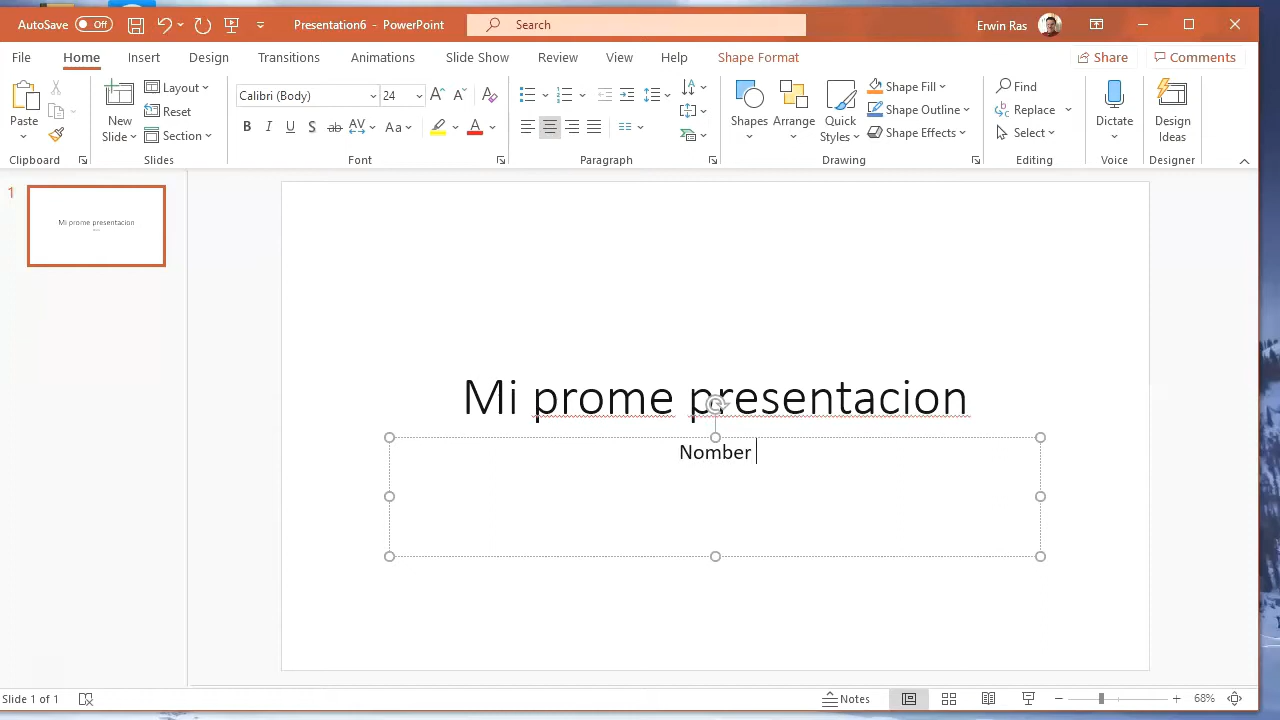 AutoSave Off Presentation6 - PowerPoint Search Erwin Ras
File Home Insert Design Transitions Animations Slide Show Review View Help Shape Format Share Comments
Paste
Clipboard
New Slide
Layout
Reset
Section
Slides
Calibri (Body) 24
B I U S ab AV Aa A
Font
Paragraph
Shapes Arrange Quick Styles
Shape Fill
Shape Outline
Shape Effects
Drawing
Find
Replace
Select
Editing
Dictate
Voice
Design Ideas
Designer
1
Mi prome presentacion
Mi prome presentacion
Nomber
Slide 1 of 1 Notes 68%